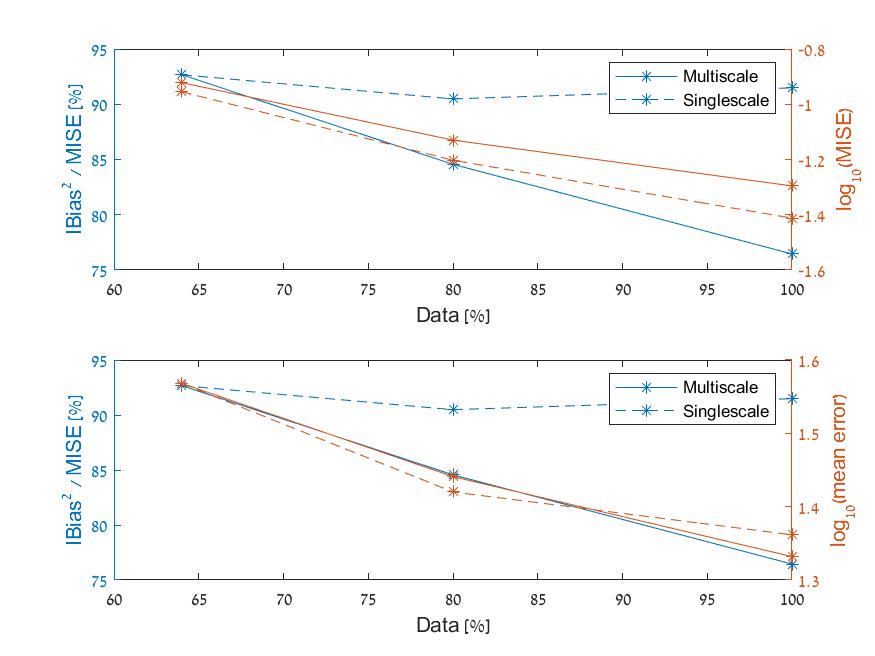 95
90
85
80
75
IBias² / MISE [%]
-0.8
-1
-1.2
-1.4
-1.6
log₁₀(MISE)
Multiscale
Singlescale
60 65 70 75 80 85 90 95 100
Data [%]
95
90
85
80
75
IBias² / MISE [%]
1.6
1.5
1.4
1.3
log₁₀(mean error)
Multiscale
Singlescale
60 65 70 75 80 85 90 95 100
Data [%]